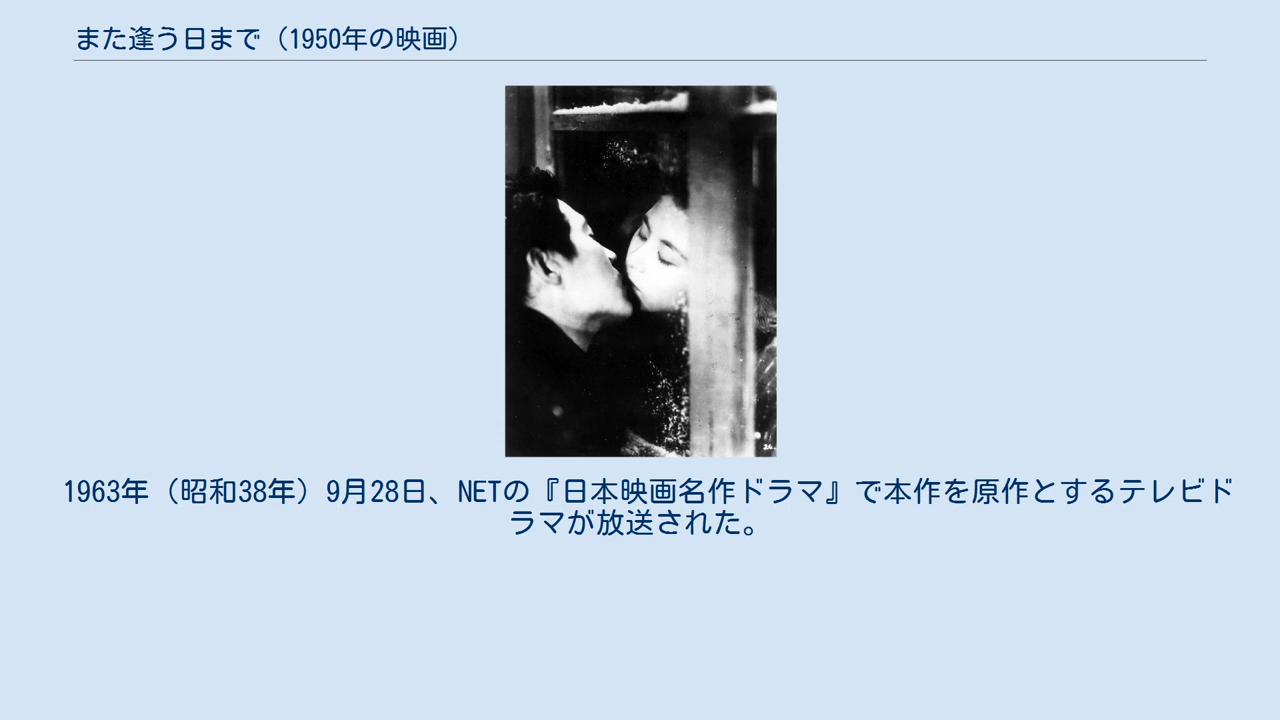 また逢う日まで（1950年の映画）
1963年（昭和38年）9月28日、NETの『日本映画名作ドラマ』で本作を原作とするテレビド
ラマが放送された。